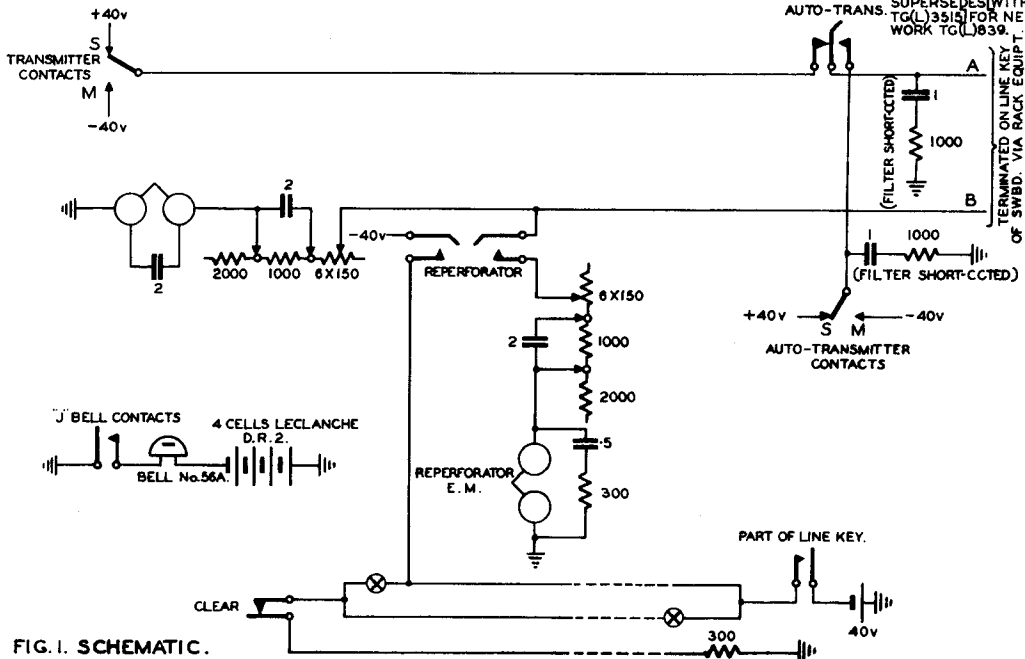 +40v
S
TRANSMITTER
CONTACTS
M
-40v
AUTO-TRANS.
SUPERSEDES WITH
TG(L)3515 FOR NE
WORK TG(L)839.
A
1
1000
(FILTER SHORT-CCTED)
TERMINATED ON LINE KEY
OF SWBD. VIA RACK EQUIPT.
B
2
2
2000
1000
6X150
-40v
REPERFORATOR
6X150
1000
2
2000
.5
300
REPERFORATOR
E.M.
1
1000
(FILTER SHORT-CCTED)
+40v
-40v
S
M
AUTO-TRANSMITTER
CONTACTS
"J" BELL CONTACTS
4 CELLS LECLANCHE
D.R.2.
BELL No.56A.
PART OF LINE KEY.
CLEAR
40v
300
FIG.1. SCHEMATIC.